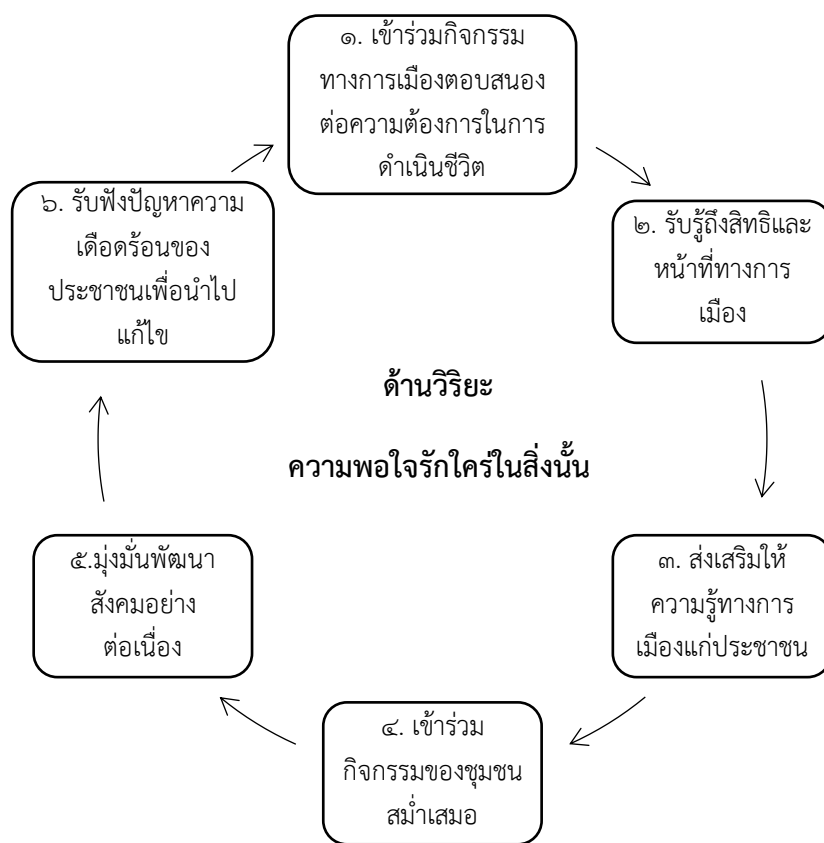 ๑. เข้าร่วมกิจกรรม
ทางการเมืองตอบสนอง
ต่อความต้องการในการ
ดำเนินชีวิต
๒. รับรู้ถึงสิทธิและ
หน้าที่ทางการ
เมือง
๓. ส่งเสริมให้
ความรู้ทางการ
เมืองแก่ประชาชน
๔. เข้าร่วม
กิจกรรมของชุมชน
สม่ำเสมอ
๕.มุ่งมั่นพัฒนา
สังคมอย่าง
ต่อเนื่อง
๖. รับฟังปัญหาความ
เดือดร้อนของ
ประชาชนเพื่อนำไป
แก้ไข
ด้านวิริยะ
ความพอใจรักใคร่ในสิ่งนั้น